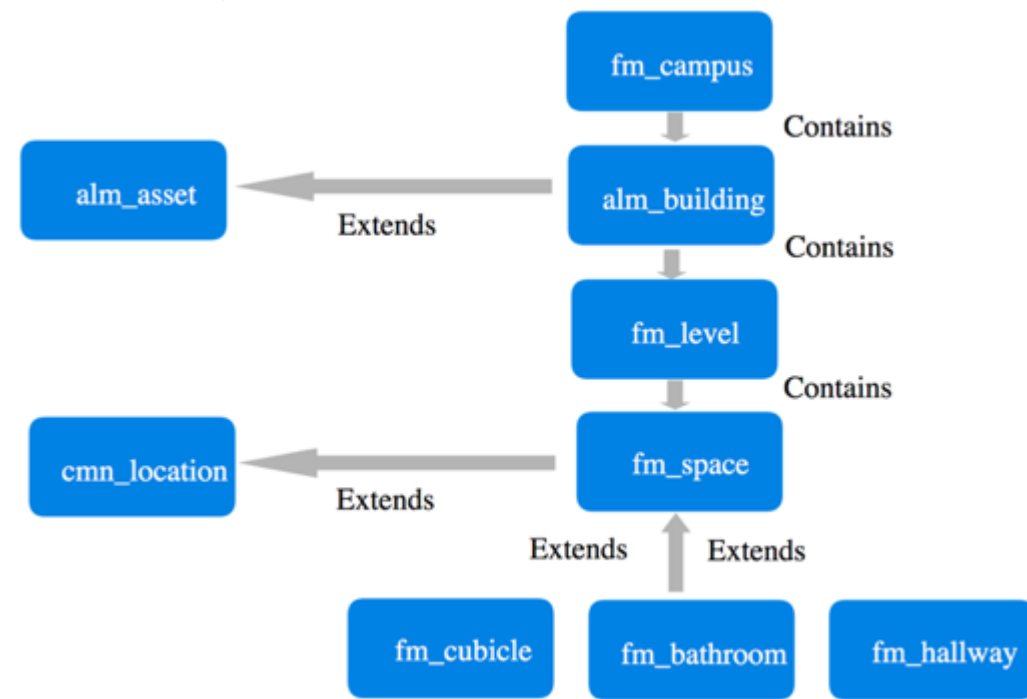 fm_campus
Contains
alm_asset
alm_building
Extends
Contains
fm_level
Contains
cmn_location
fm_space
Extends
Extends Extends
fm_cubicle
fm_bathroom
fm_hallway